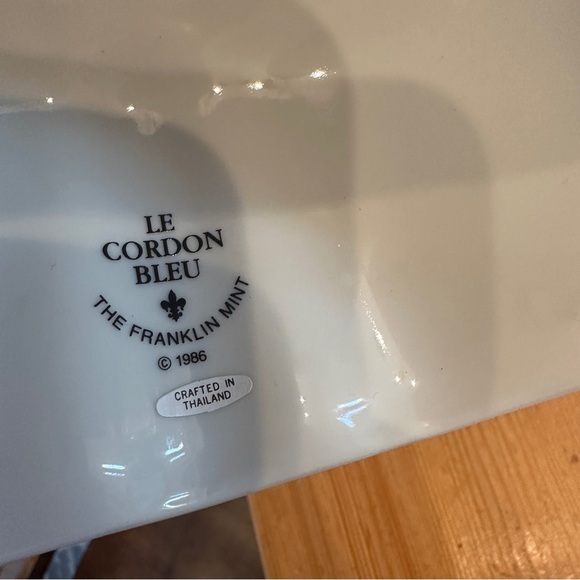 LE
CORDON
BLEU
THE FRANKLIN MINT
© 1986
CRAFTED IN
THAILAND